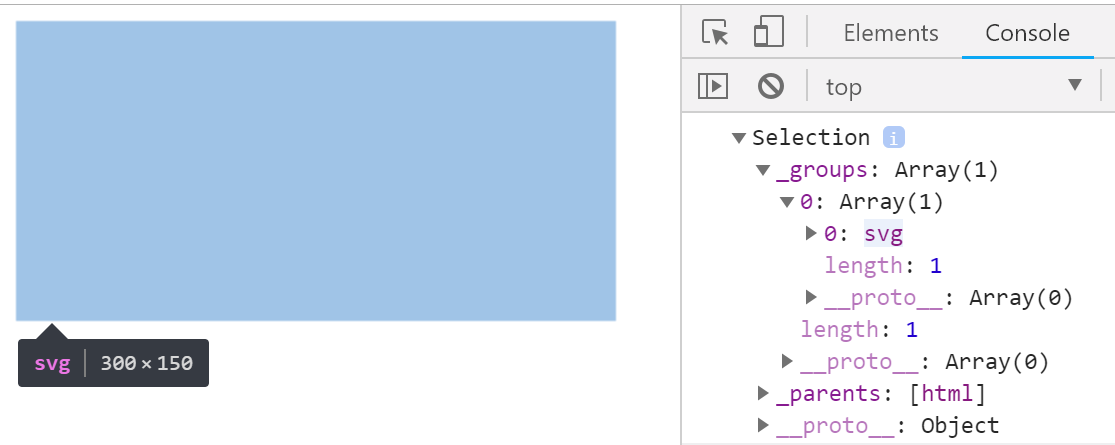 Elements Console
top
Selection i
_groups: Array(1)
0: Array(1)
0: svg
length: 1
__proto__: Array(0)
length: 1
__proto__: Array(0)
_parents: [html]
__proto__: Object
svg 300 × 150